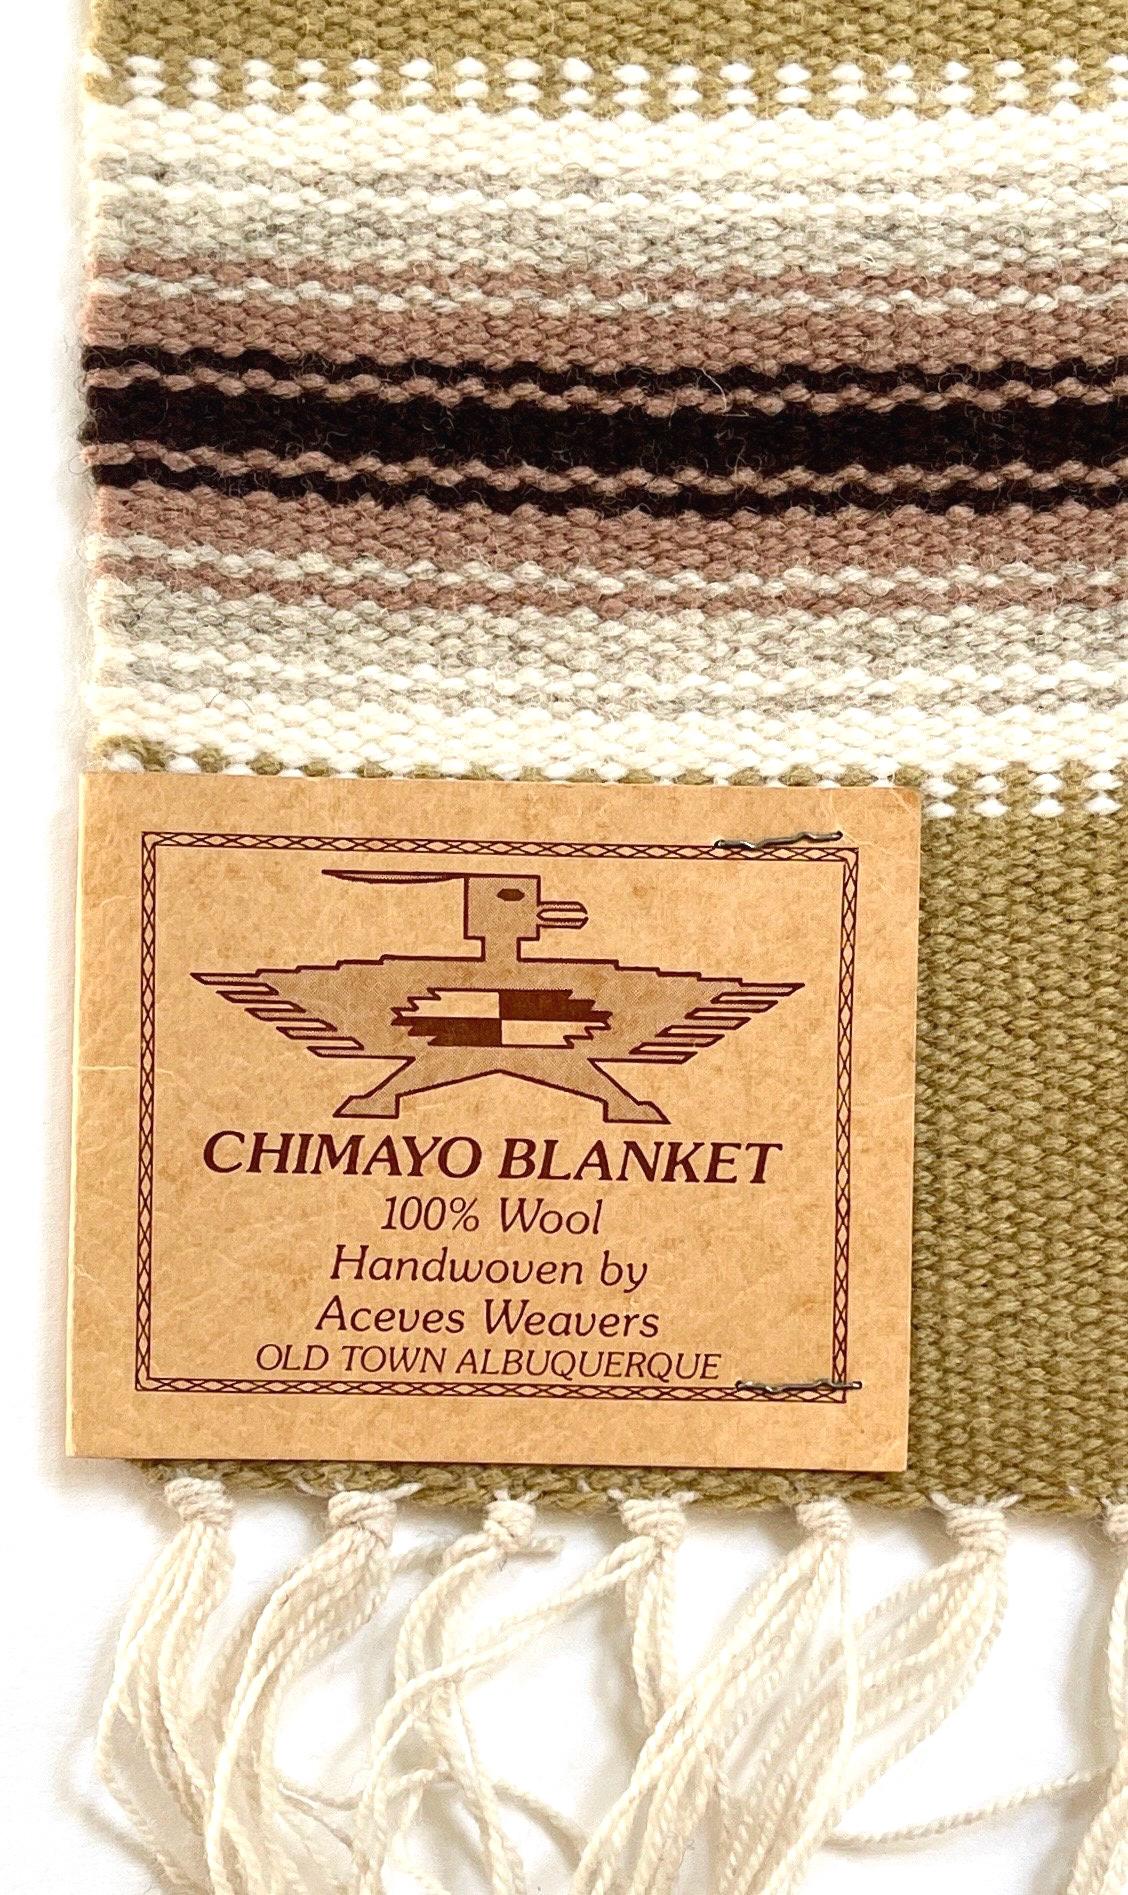 CHIMAYO BLANKET
100% Wool
Handwoven by
Aceves Weavers
OLD TOWN ALBUQUERQUE